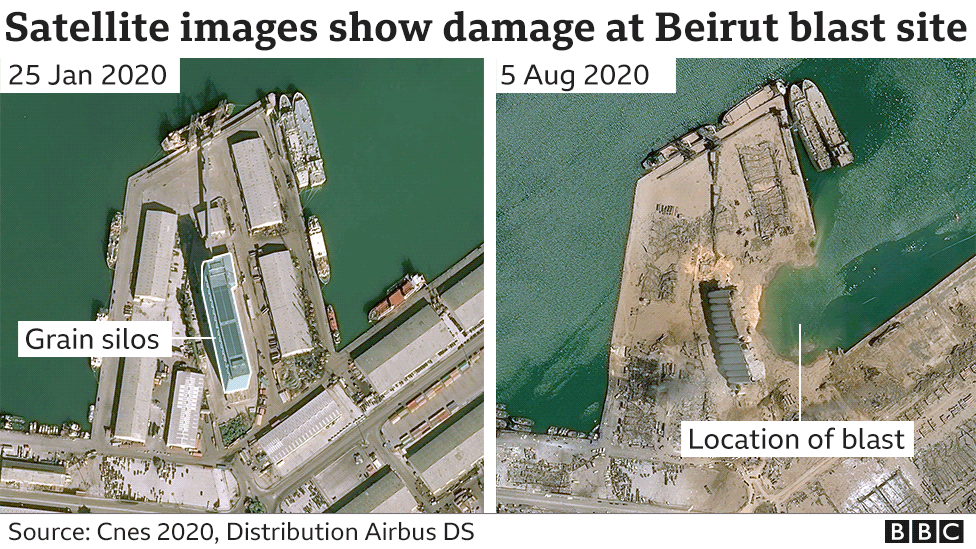 Satellite images show damage at Beirut blast site
25 Jan 2020
5 Aug 2020
Grain silos
Location of blast
Source: Cnes 2020, Distribution Airbus DS
BBC